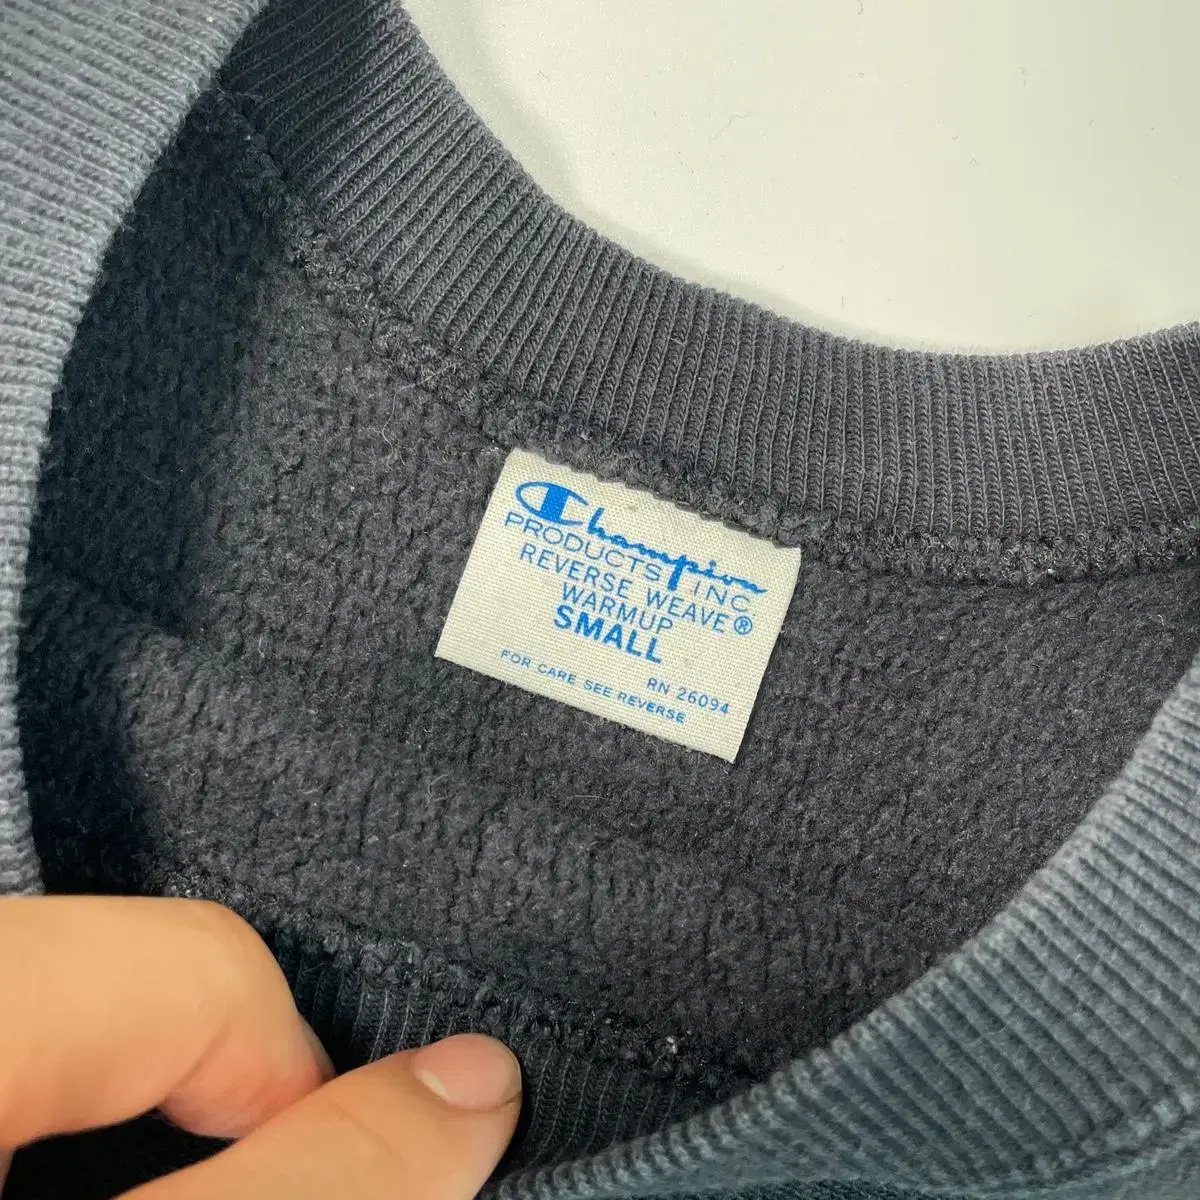 Champion
PRODUCTS, INC.
REVERSE WEAVE®
WARMUP
SMALL
RN 26094
FOR CARE SEE REVERSE